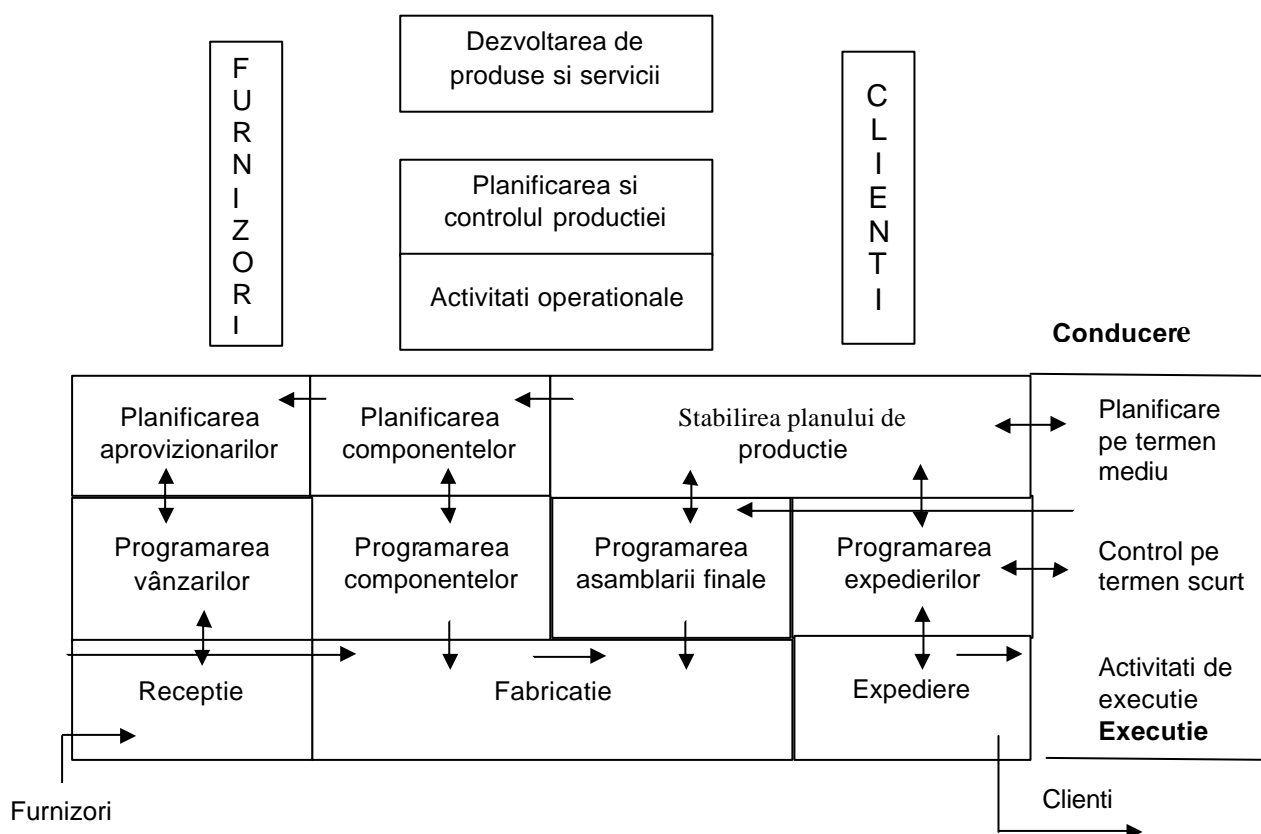 F
U
R
N
I
Z
O
R
I
Dezvoltarea de
produse si servicii
Planificarea si
controlul productiei
Activitati operationale
C
L
I
E
N
T
I
Conducere
Planificarea
aprovizionarilor
Planificarea
componentelor
Stabilirea planului de
productie
Planificare
pe termen
mediu
Programarea
vânzarilor
Programarea
componentelor
Programarea
asamblarii finale
Programarea
expedierilor
Control pe
termen scurt
Receptie
Fabricatie
Expediere
Activitati de
executie
Executie
Furnizori
Clienti